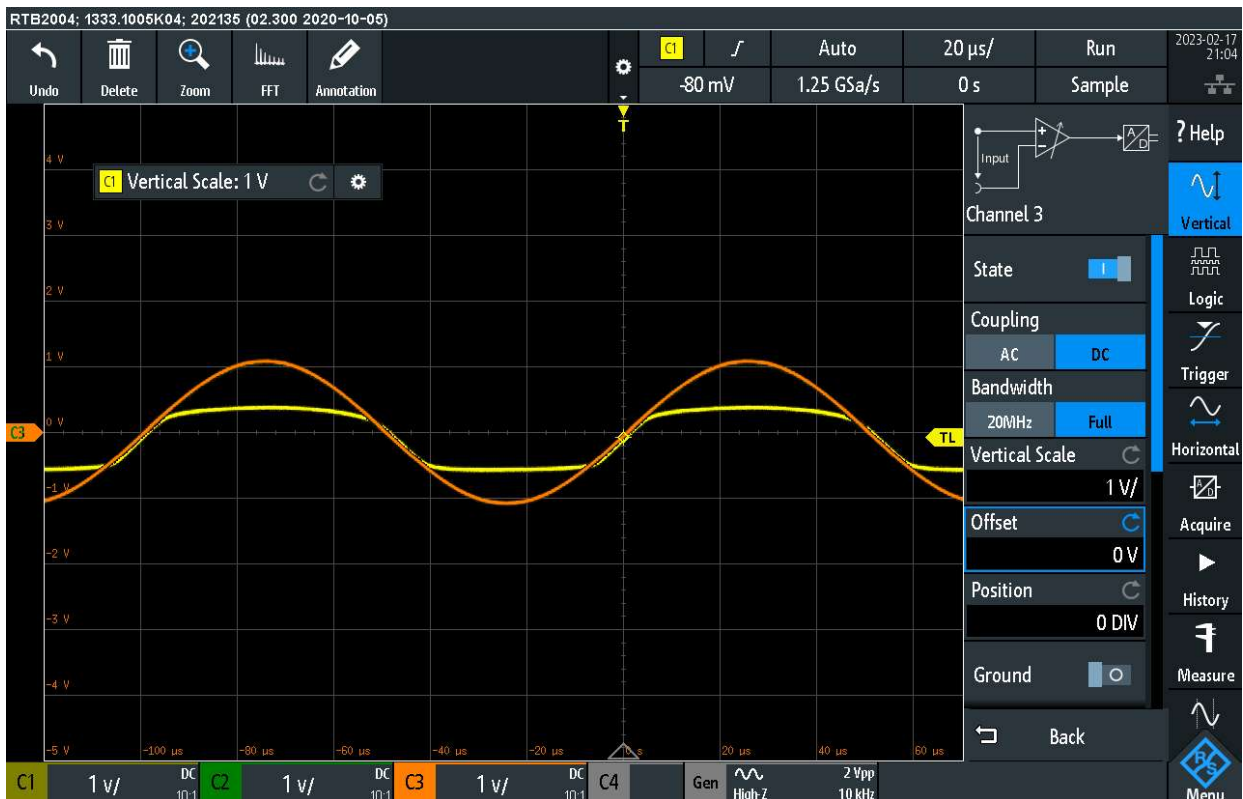 RTB2004; 1333.1005K04; 202135 (02.300 2020-10-05)
Undo
Delete
Zoom
FFT
Annotation
C1
Auto
20 µs/
Run
-80 mV
1.25 GSa/s
0 s
Sample
2023-02-17
21:04
T
4 V
3 V
2 V
1 V
0 V
-1 V
-2 V
-3 V
-4 V
-5 V
C1 Vertical Scale: 1 V
C3
TL
-100 µs
-80 µs
-60 µs
-40 µs
-20 µs
0 s
20 µs
40 µs
60 µs
Input
+
-
A
D
Channel 3
State
I
Coupling
AC
DC
Bandwidth
20MHz
Full
Vertical Scale
1 V/
Offset
0 V
Position
0 DIV
Ground
O
Back
? Help
Vertical
Logic
Trigger
Horizontal
A
D
Acquire
History
Measure
R/S
Menu
C1
1 V/
DC
10:1
C2
1 V/
DC
10:1
C3
1 V/
DC
10:1
C4
Gen
High-Z
2 Vpp
10 kHz